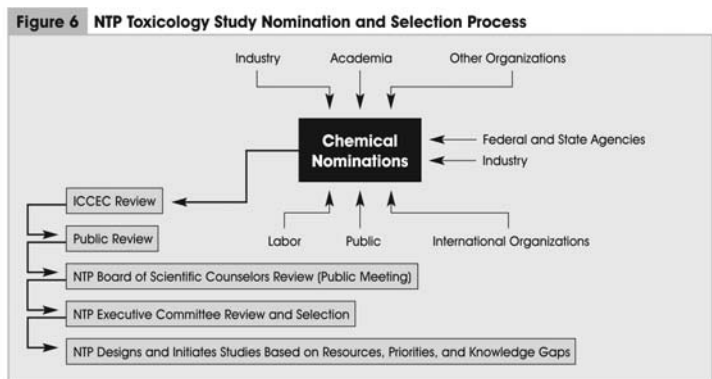 Figure 6 NTP Toxicology Study Nomination and Selection Process
Industry Academia Other Organizations
Chemical
Nominations
Federal and State Agencies
Industry
ICCEC Review
Public Review
Labor Public International Organizations
NTP Board of Scientific Counselors Review (Public Meeting)
NTP Executive Committee Review and Selection
NTP Designs and Initiates Studies Based on Resources, Priorities, and Knowledge Gaps